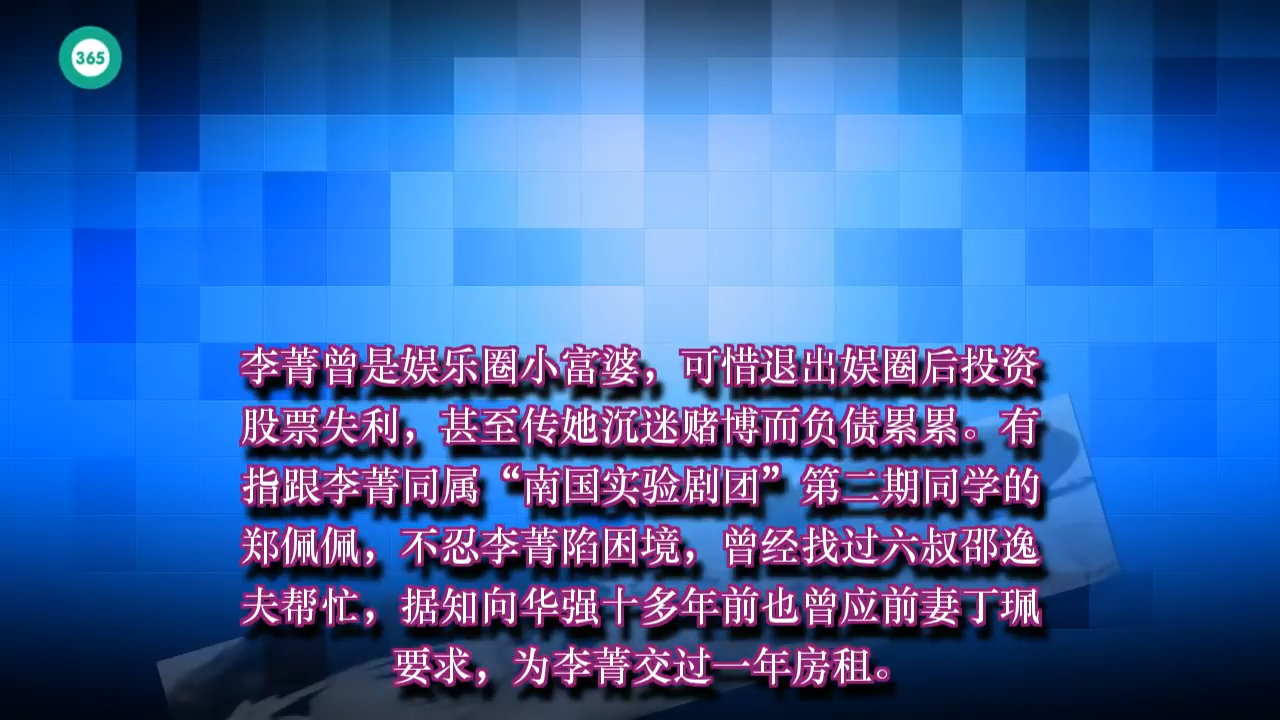 365
李菁曾是娱乐圈小富婆，可惜退出娱圈后投资
股票失利，甚至传她沉迷赌博而负债累累。有
指跟李菁同属“南国实验剧团”第二期同学的
郑佩佩，不忍李菁陷困境，曾经找过六叔邵逸
夫帮忙，据知向华强十多年前也曾应前妻丁珮
要求，为李菁交过一年房租。